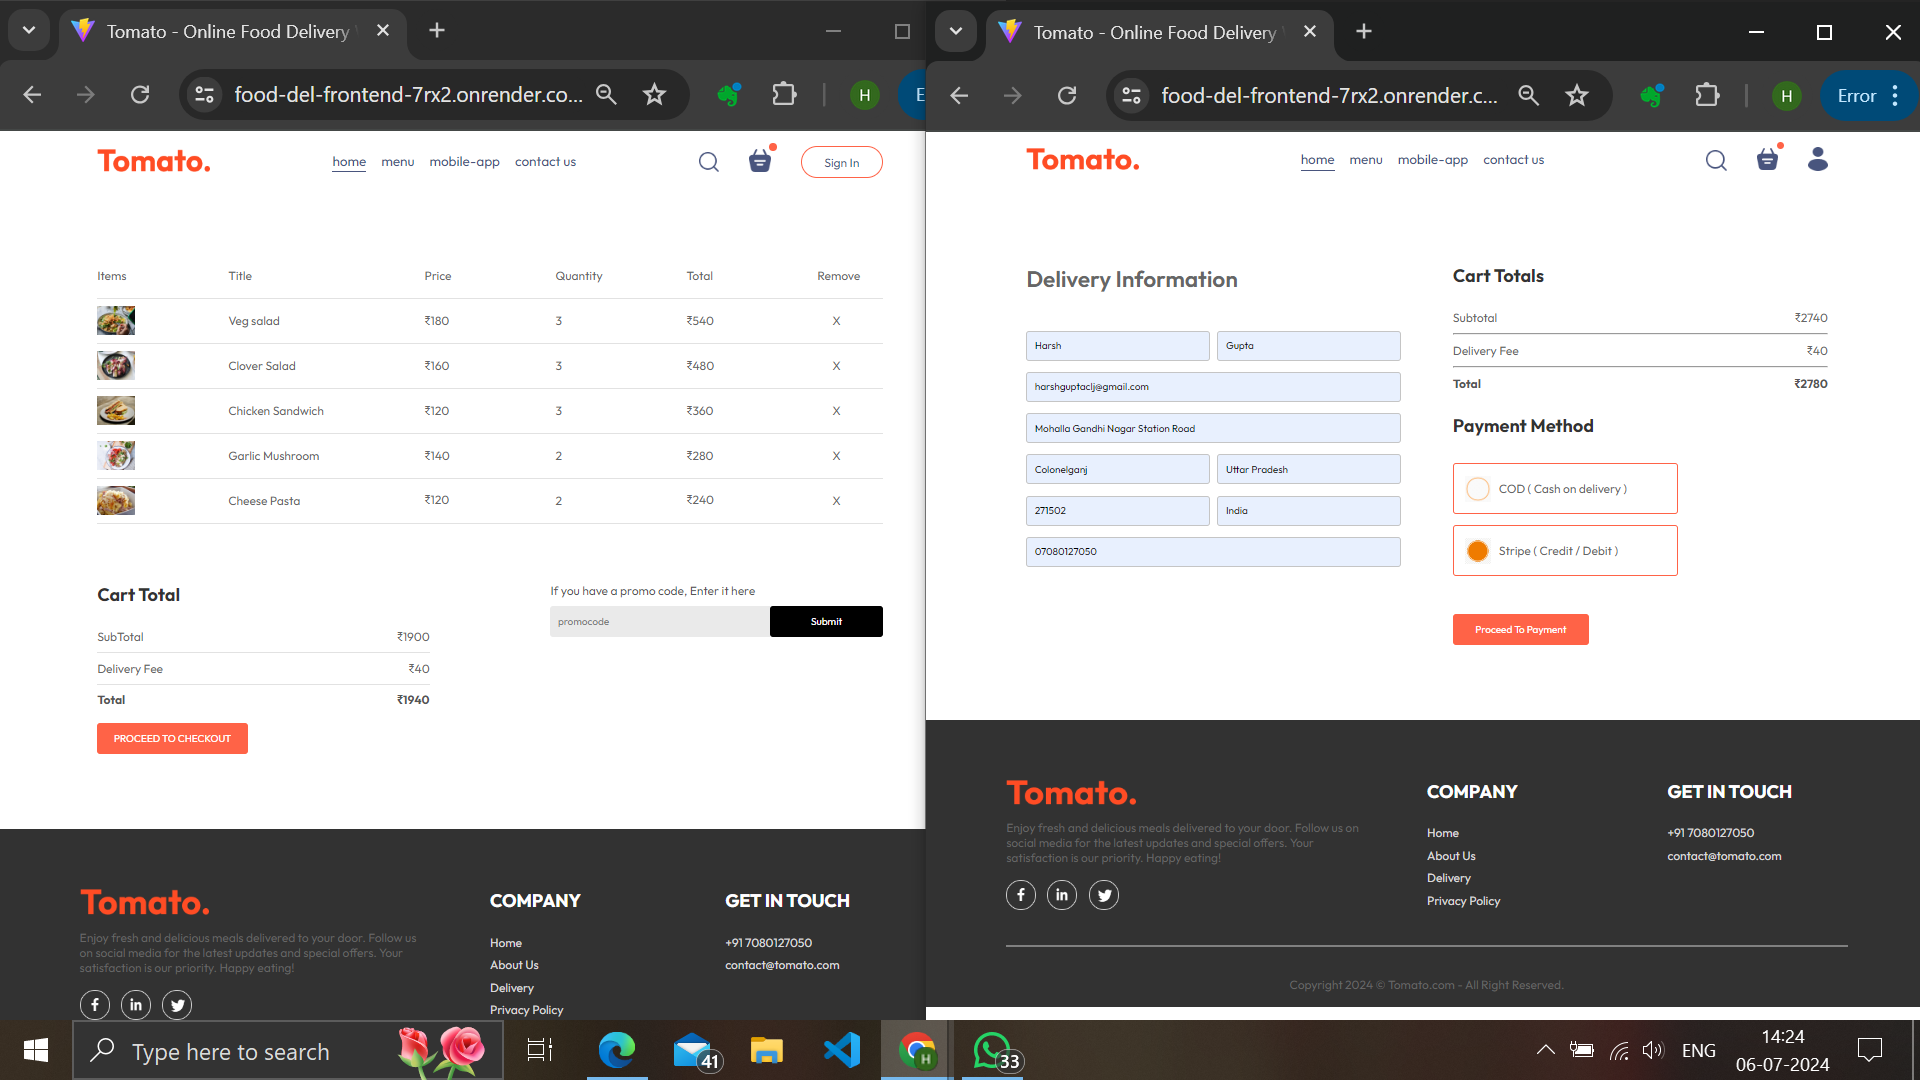 Tomato - Online Food Delivery
food-del-frontend-7rx2.onrender.co...
H
E
Tomato.
home menu mobile-app contact us
Sign In
Items Title Price Quantity Total Remove
Veg salad ₹180 3 ₹540 X
Clover Salad ₹160 3 ₹480 X
Chicken Sandwich ₹120 3 ₹360 X
Garlic Mushroom ₹140 2 ₹280 X
Cheese Pasta ₹120 2 ₹240 X
Cart Total
SubTotal ₹1900
Delivery Fee ₹40
Total ₹1940
PROCEED TO CHECKOUT
If you have a promo code, Enter it here
promocode Submit
Tomato.
Enjoy fresh and delicious meals delivered to your door. Follow us
on social media for the latest updates and special offers. Your
satisfaction is our priority. Happy eating!
COMPANY
Home
About Us
Delivery
Privacy Policy
GET IN TOUCH
+91 7080127050
contact@tomato.com
Tomato - Online Food Delivery
food-del-frontend-7rx2.onrender.c...
H
Error
Tomato.
home menu mobile-app contact us
Delivery Information
Harsh Gupta
harshguptaclj@gmail.com
Mohalla Gandhi Nagar Station Road
Colonelganj Uttar Pradesh
271502 India
07080127050
Cart Totals
Subtotal ₹2740
Delivery Fee ₹40
Total ₹2780
Payment Method
COD ( Cash on delivery )
Stripe ( Credit / Debit )
Proceed To Payment
Tomato.
Enjoy fresh and delicious meals delivered to your door. Follow us on
social media for the latest updates and special offers. Your
satisfaction is our priority. Happy eating!
COMPANY
Home
About Us
Delivery
Privacy Policy
GET IN TOUCH
+91 7080127050
contact@tomato.com
Copyright 2024 © Tomato.com - All Right Reserved.
Type here to search
41
H
33
ENG
14:24
06-07-2024